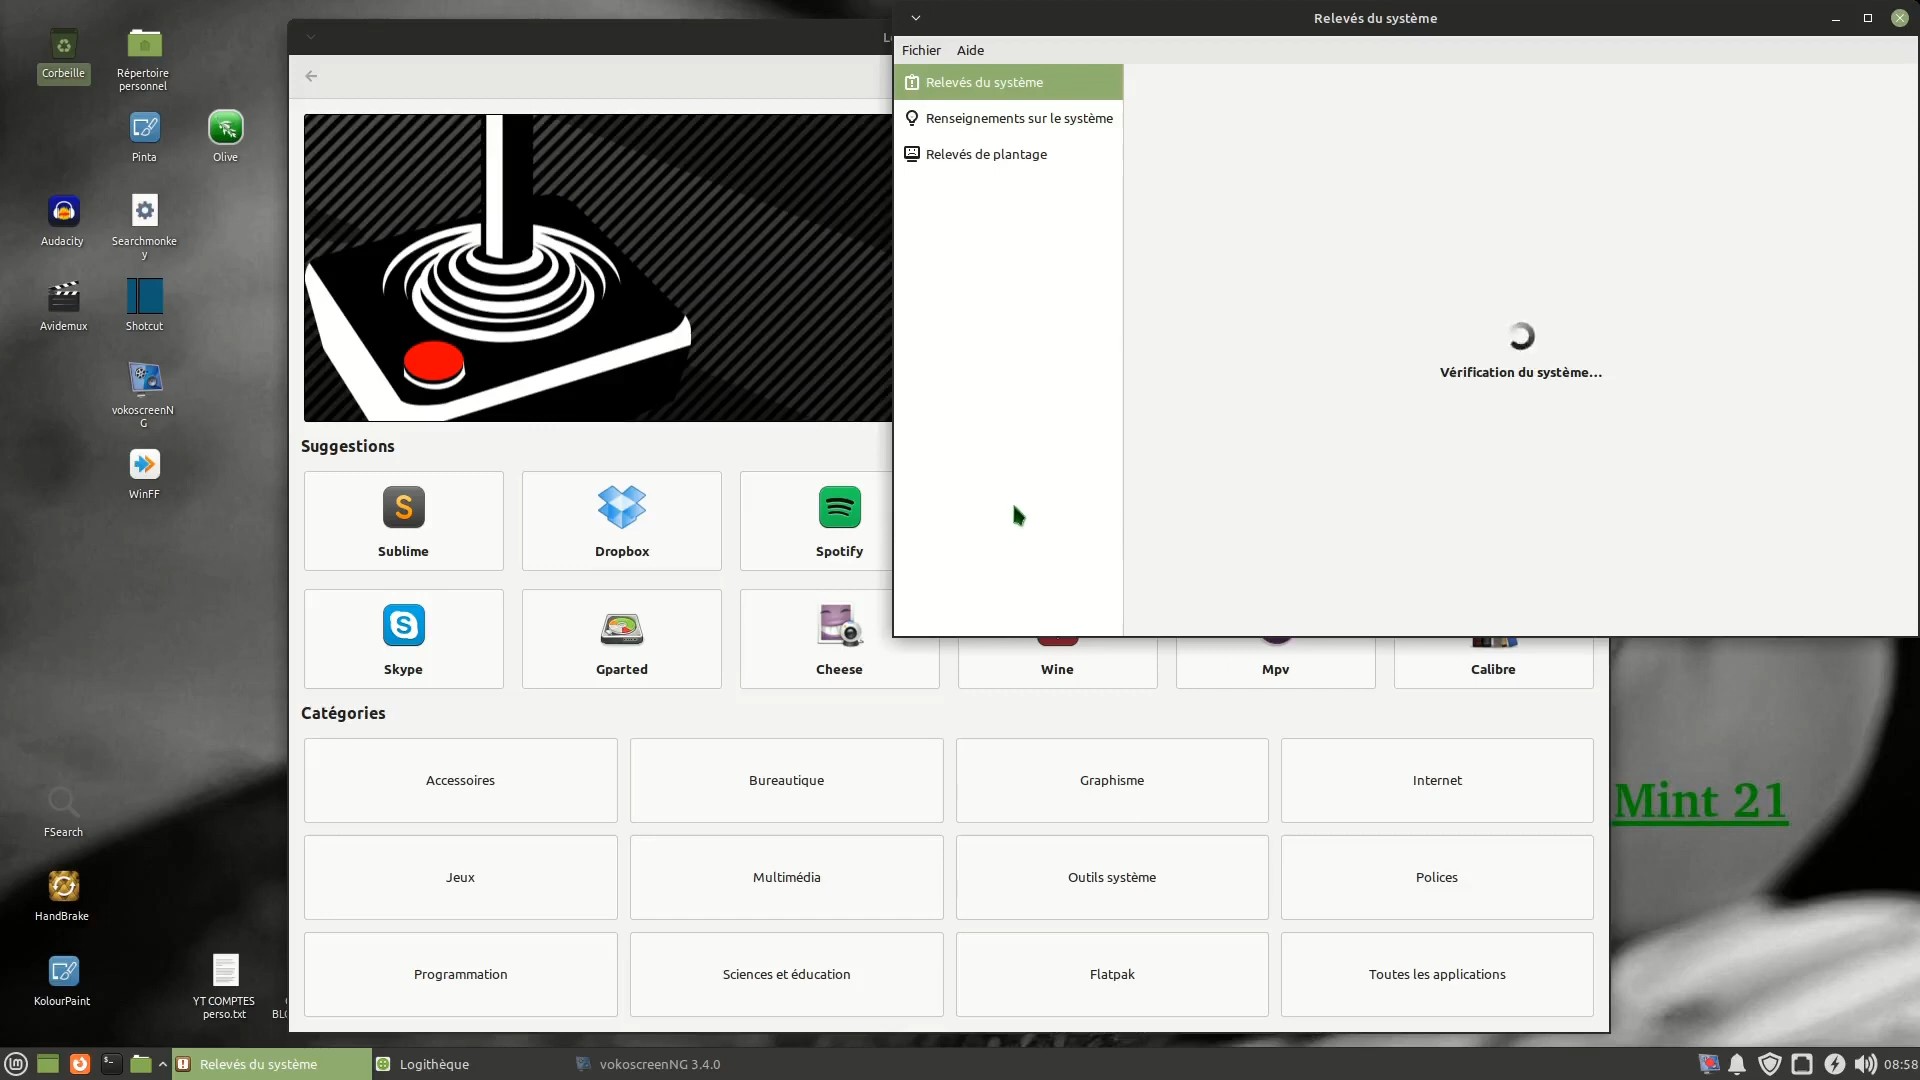 Corbeille
Répertoire
personnel
Pinta
Olive
Audacity
Searchmonke
y
Avidemux
Shotcut
vokoscreenN
G
WinFF
FSearch
HandBrake
KolourPaint
YT COMPTES
perso.txt
Relevés du système
Fichier Aide
Relevés du système
Renseignements sur le système
Relevés de plantage
Vérification du système...
Suggestions
Sublime Dropbox Spotify
Skype Gparted Cheese Wine Mpv Calibre
Catégories
Accessoires Bureautique Graphisme Internet
Jeux Multimédia Outils système Polices
Programmation Sciences et éducation Flatpak Toutes les applications
Mint 21
Relevés du système Logithèque vokoscreenNG 3.4.0 08:58